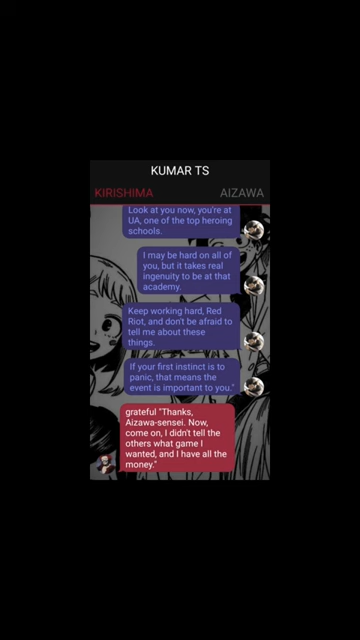 KUMAR TS
KIRISHIMA AIZAWA
Look at you now, you're at
UA, one of the top heroing
schools.
I may be hard on all of
you, but it takes real
ingenuity to be at that
academy.
Keep working hard, Red
Riot, and don't be afraid to
tell me about these
things.
If your first instinct is to
panic, that means the
event is important to you."
grateful "Thanks,
Aizawa-sensei. Now,
come on, I didn't tell the
others what game I
wanted, and I have all the
money."